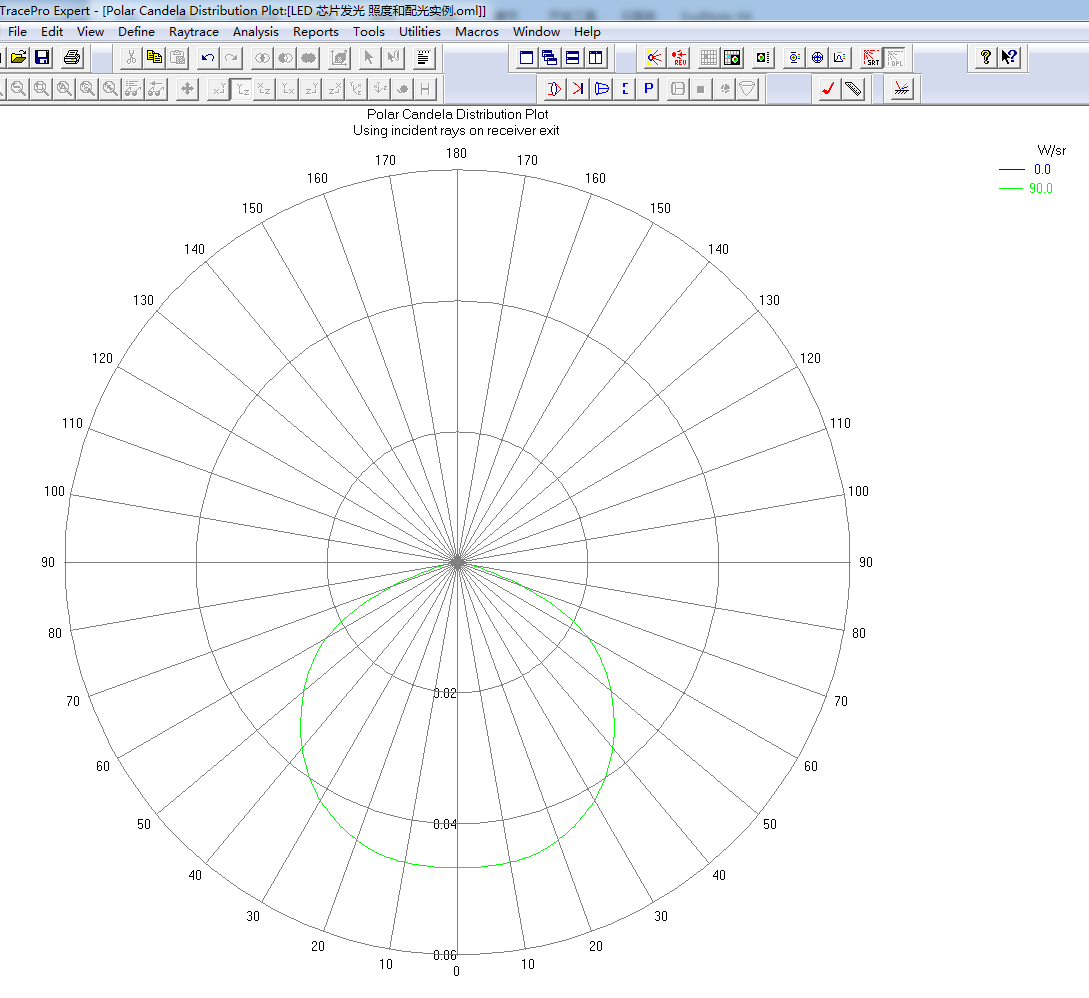 TracePro Expert - [Polar Candela Distribution Plot:[LED 芯片发光 照度和配光实例.oml]]
File Edit View Define Raytrace Analysis Reports Tools Utilities Macros Window Help
REV SRT OPL ?
P
Polar Candela Distribution Plot
Using incident rays on receiver exit
W/sr
0.0
90.0
180
170 170
160 160
150 150
140 140
130 130
120 120
110 110
100 100
90 90
80 80
0.02
70 70
60 60
50 0.04 50
40 40
30 30
20 20
0.06
10 10
0